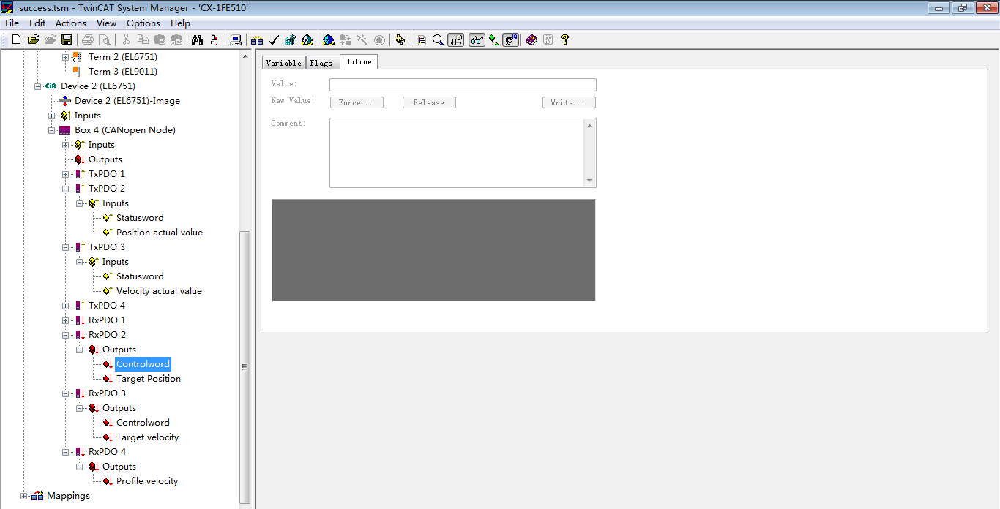 success.tsm - TwinCAT System Manager - 'CX-1FE510'
File Edit Actions View Options Help
Term 2 (EL6751)
Term 3 (EL9011)
CiA Device 2 (EL6751)
Device 2 (EL6751)-Image
Inputs
Box 4 (CANopen Node)
Inputs
Outputs
TxPDO 1
TxPDO 2
Inputs
Statusword
Position actual value
TxPDO 3
Inputs
Statusword
Velocity actual value
TxPDO 4
RxPDO 1
RxPDO 2
Outputs
Controlword
Target Position
RxPDO 3
Outputs
Controlword
Target velocity
RxPDO 4
Outputs
Profile velocity
Mappings
Variable Flags Online
Value:
New Value: Force... Release Write...
Comment: